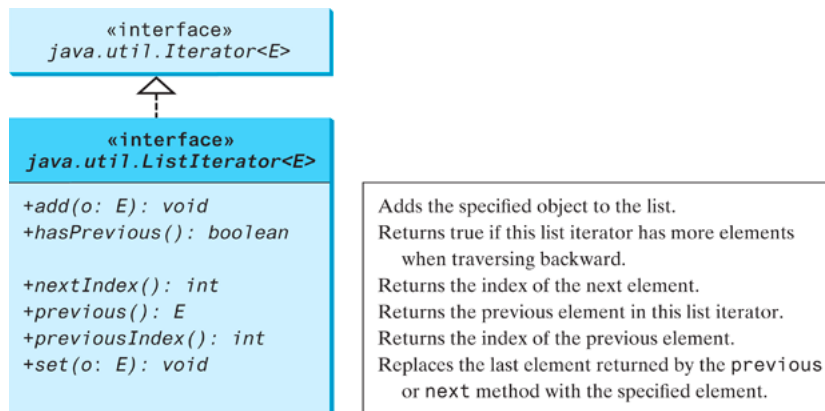 «interface»
java.util.Iterator<E>
«interface»
java.util.ListIterator<E>
+add(o: E): void
+hasPrevious(): boolean
+nextIndex(): int
+previous(): E
+previousIndex(): int
+set(o: E): void
Adds the specified object to the list.
Returns true if this list iterator has more elements
when traversing backward.
Returns the index of the next element.
Returns the previous element in this list iterator.
Returns the index of the previous element.
Replaces the last element returned by the previous
or next method with the specified element.